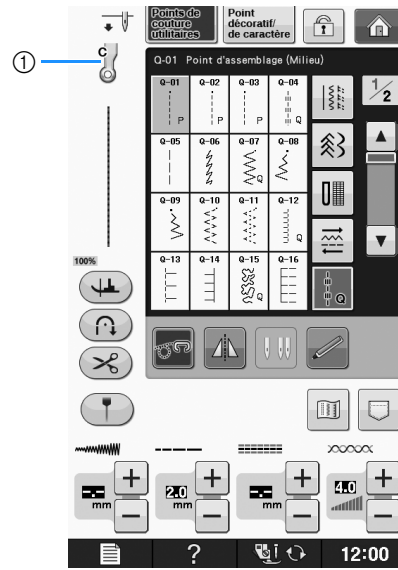 Points de couture utilitaires
Point décoratif/ de caractère
C
①
Q-01 Point d'assemblage (Milieu)
1/2
Q-01 Q-02 Q-03 Q-04
P P P Q
Q-05 Q-06 Q-07 Q-08
Q
Q-09 Q-10 Q-11 Q-12
Q
Q-13 Q-14 Q-15 Q-16
Q
Q
100%
mm
2.0
mm
mm
4.0
?
12:00